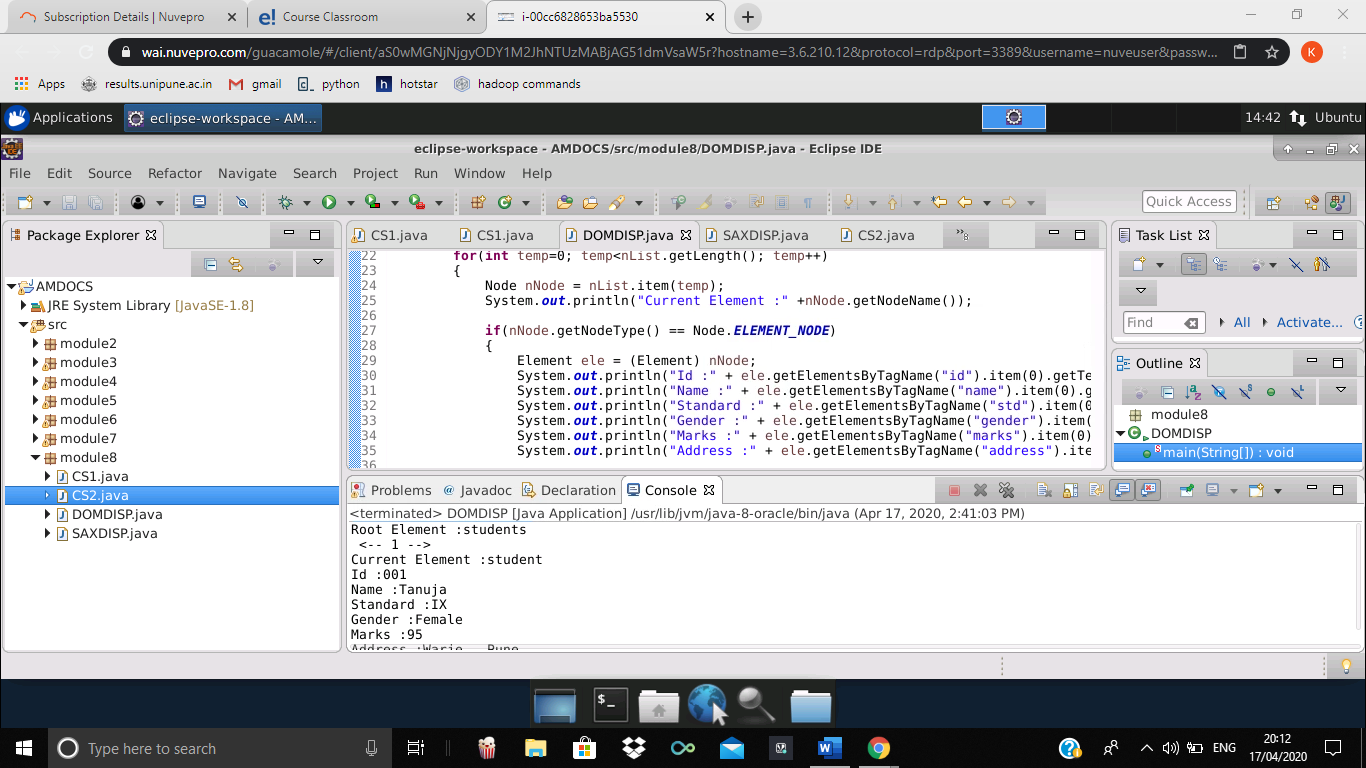 Subscription Details | Nuvepro
Course Classroom
i-00cc6828653ba5530
wai.nuvepro.com/guacamole/#/client/aS0wMGNjNjgyODY1M2JhNTUzMABjAG51dmVsaW5r?hostname=3.6.210.12&protocol=rdp&port=3389&username=nuveuser&passw...
K
Apps
results.unipune.ac.in
gmail
python
hotstar
hadoop commands
Applications
eclipse-workspace - AM...
14:42
Ubuntu
eclipse-workspace - AMDOCS/src/module8/DOMDISP.java - Eclipse IDE
File Edit Source Refactor Navigate Search Project Run Window Help
Quick Access
Package Explorer
AMDOCS
JRE System Library [JavaSE-1.8]
src
module2
module3
module4
module5
module6
module7
module8
CS1.java
CS2.java
DOMDISP.java
SAXDISP.java
CS1.java CS1.java DOMDISP.java SAXDISP.java CS2.java »8
22 for(int temp=0; temp<nList.getLength(); temp++)
23 {
24 Node nNode = nList.item(temp);
25 System.out.println("Current Element :" +nNode.getNodeName());
26
27 if(nNode.getNodeType() == Node.ELEMENT_NODE)
28 {
29 Element ele = (Element) nNode;
30 System.out.println("Id :" + ele.getElementsByTagName("id").item(0).getTe
31 System.out.println("Name :" + ele.getElementsByTagName("name").item(0).g
32 System.out.println("Standard :" + ele.getElementsByTagName("std").item(0
33 System.out.println("Gender :" + ele.getElementsByTagName("gender").item(
34 System.out.println("Marks :" + ele.getElementsByTagName("marks").item(0)
35 System.out.println("Address :" + ele.getElementsByTagName("address").ite
36
Problems Javadoc Declaration Console
<terminated> DOMDISP [Java Application] /usr/lib/jvm/java-8-oracle/bin/java (Apr 17, 2020, 2:41:03 PM)
Root Element :students
<-- 1 -->
Current Element :student
Id :001
Name :Tanuja
Standard :IX
Gender :Female
Marks :95
Address :Warje Pune
Task List
Find
All
Activate...
Outline
module8
DOMDISP
main(String[]) : void
Type here to search
ENG
20:12
17/04/2020